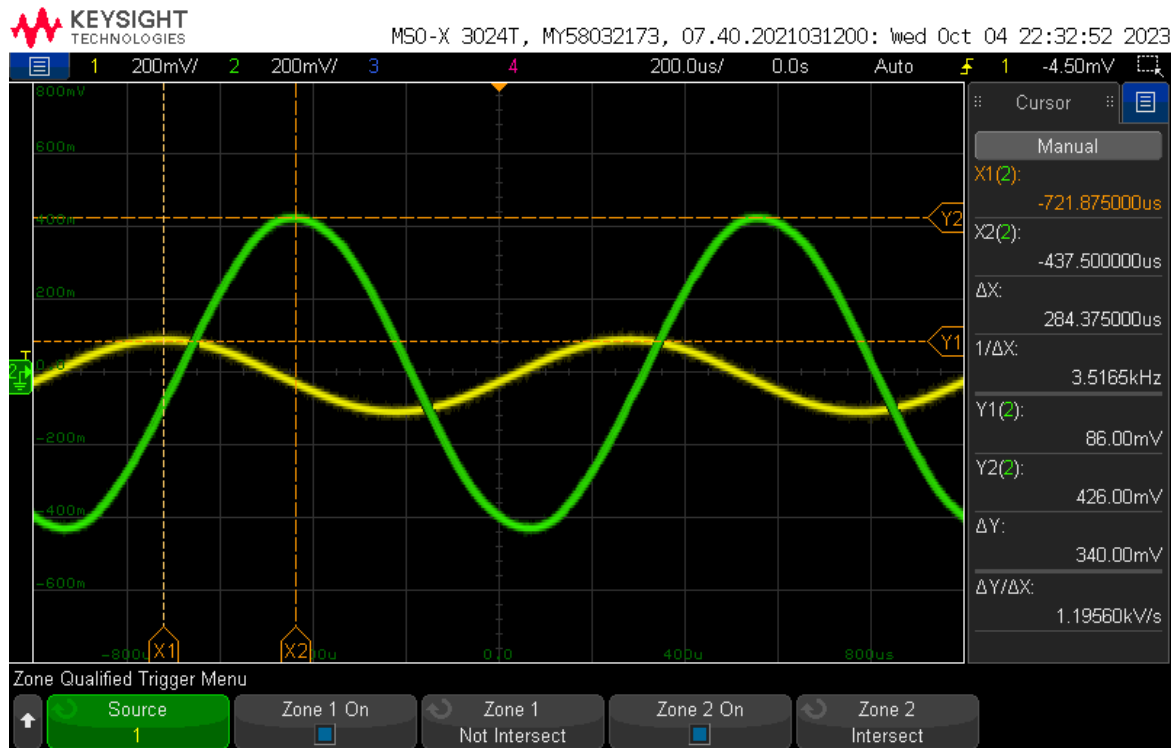 KEYSIGHT
TECHNOLOGIES
MSO-X 3024T, MY58032173, 07.40.2021031200: Wed Oct 04 22:32:52 2023
1 200mV/ 2 200mV/ 3 4 200.0us/ 0.0s Auto 1 -4.50mV
800mV
600m
400m
200m
-200m
-400m
-600m
T
2
Y2
Y1
X1
X2
-800u
0.0
400u
800us
Cursor
Manual
X1(2):
-721.875000us
X2(2):
-437.500000us
ΔX:
284.375000us
1/ΔX:
3.5165kHz
Y1(2):
86.00mV
Y2(2):
426.00mV
ΔY:
340.00mV
ΔY/ΔX:
1.19560kV/s
Zone Qualified Trigger Menu
Source
1
Zone 1 On
Zone 1
Not Intersect
Zone 2 On
Zone 2
Intersect